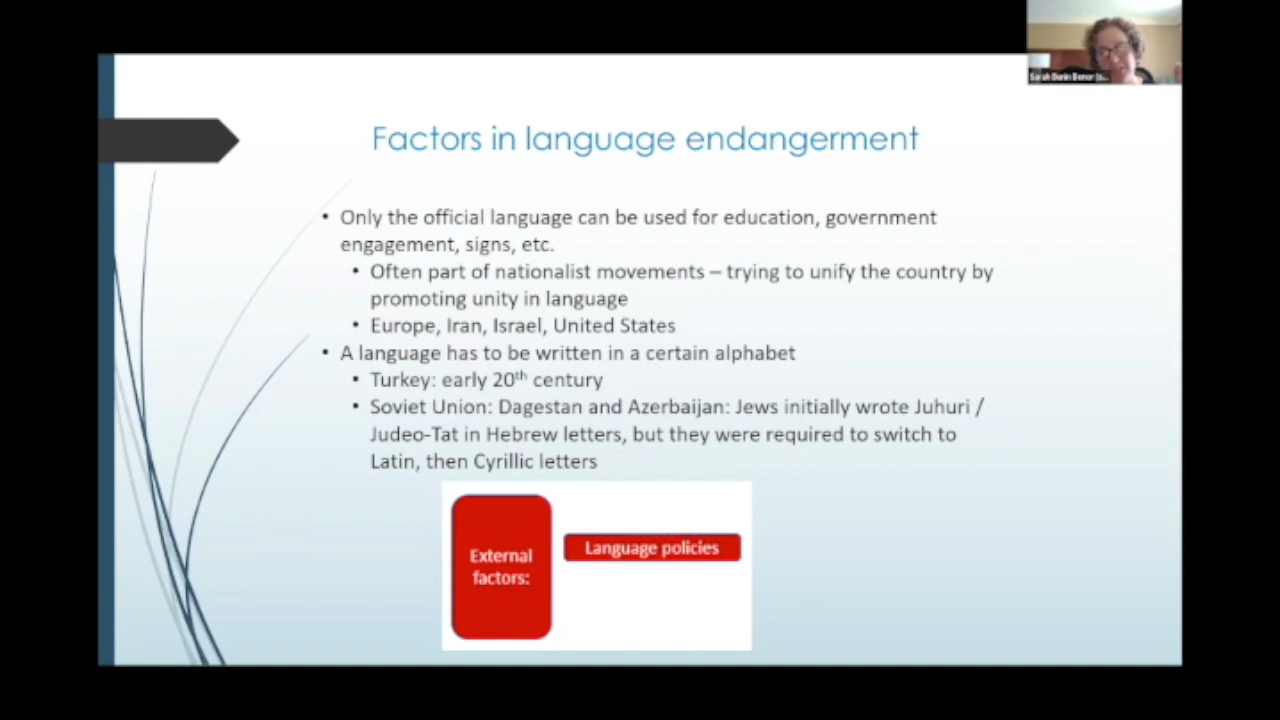 Sarah Bunin Benor
Factors in language endangerment
• Only the official language can be used for education, government
engagement, signs, etc.
• Often part of nationalist movements – trying to unify the country by
promoting unity in language
• Europe, Iran, Israel, United States
• A language has to be written in a certain alphabet
• Turkey: early 20th century
• Soviet Union: Dagestan and Azerbaijan: Jews initially wrote Juhuri /
Judeo-Tat in Hebrew letters, but they were required to switch to
Latin, then Cyrillic letters
External
factors:
Language policies